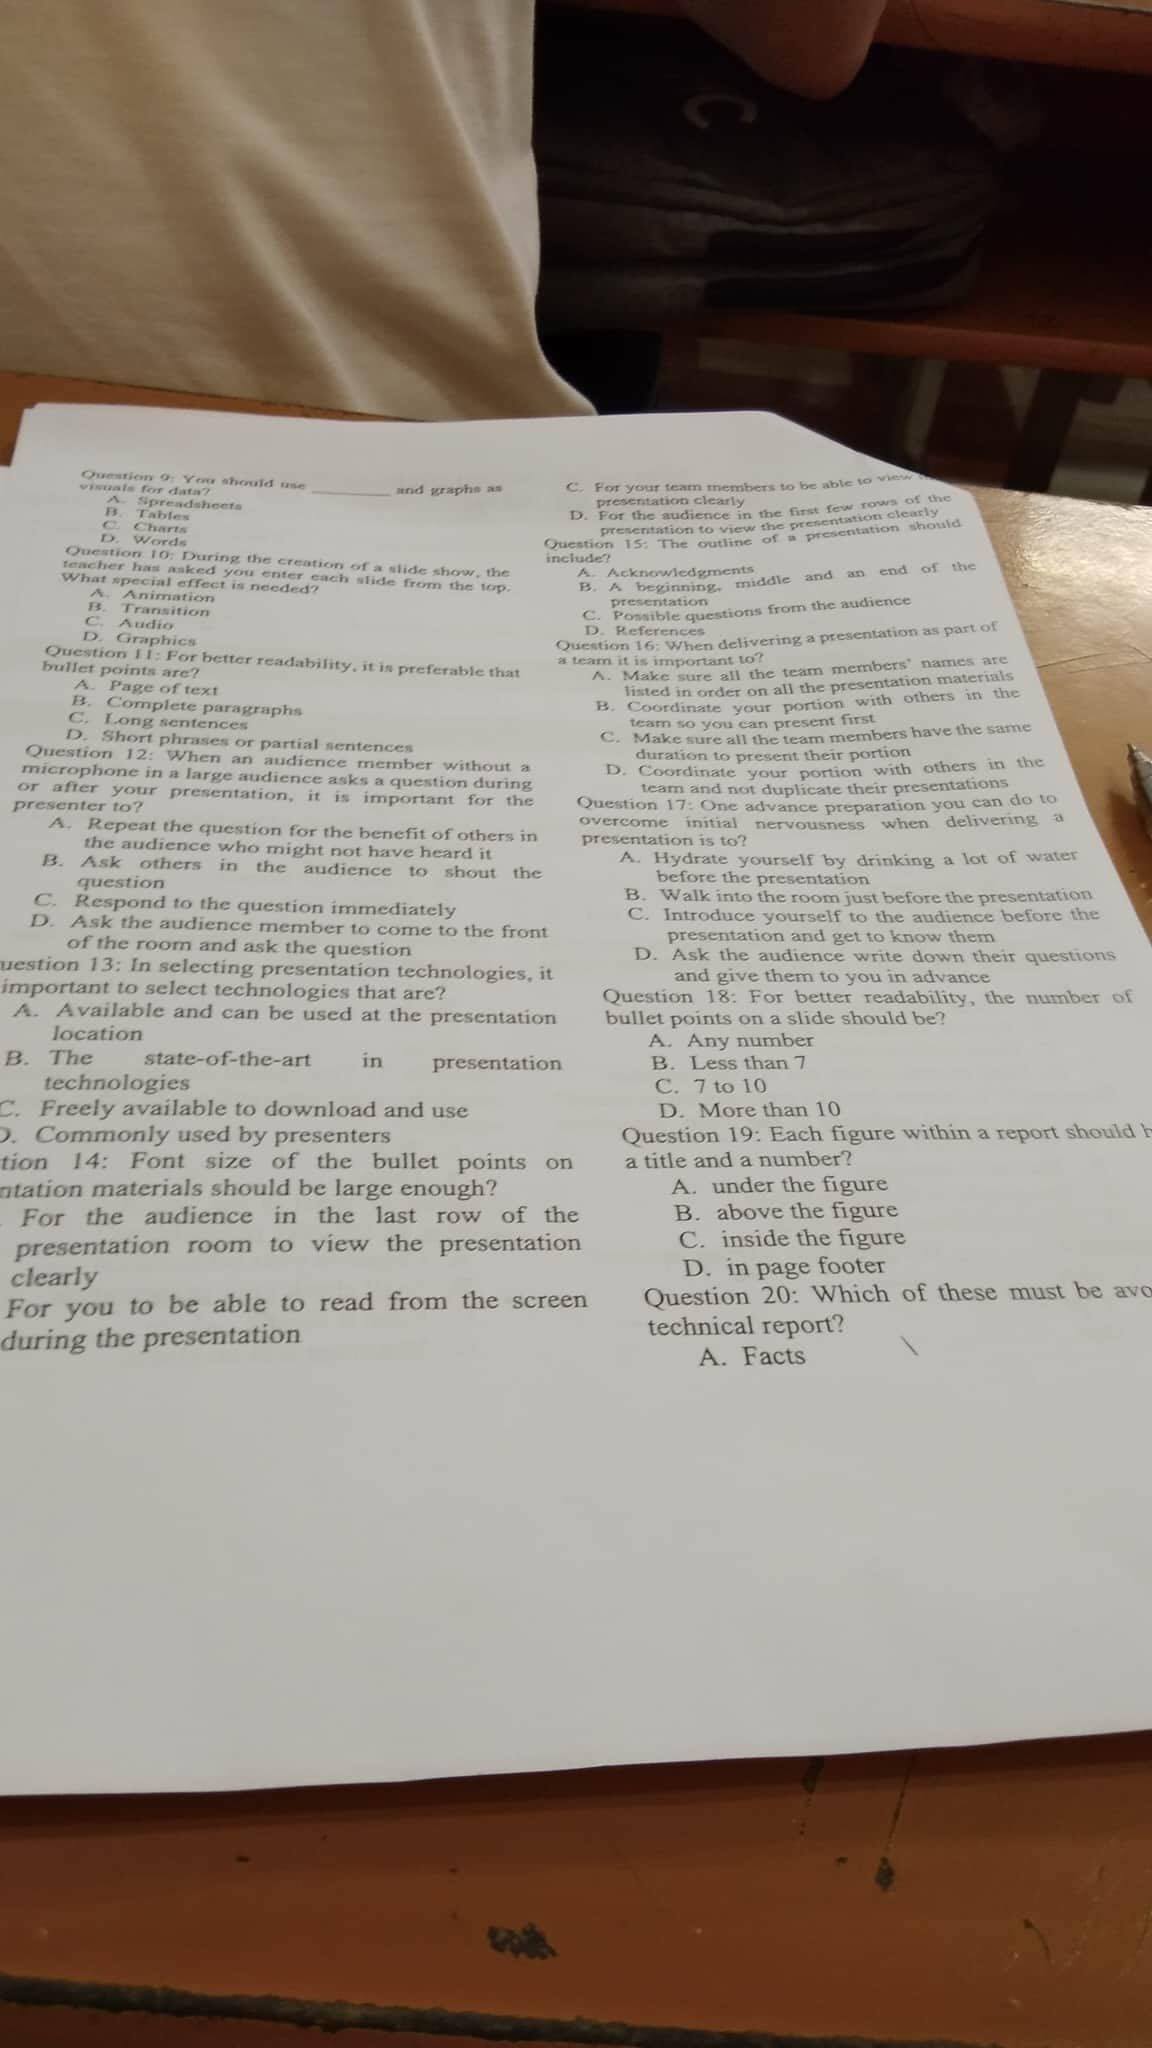 Question 9: You should use ________ and graphs as
visuals for data?
A. Spreadsheets
B. Tables
C. Charts
D. Words
Question 10: During the creation of a slide show, the
teacher has asked you enter each slide from the top.
What special effect is needed?
A. Animation
B. Transition
C. Audio
D. Graphics
Question 11: For better readability, it is preferable that
bullet points are?
A. Page of text
B. Complete paragraphs
C. Long sentences
D. Short phrases or partial sentences
Question 12: When an audience member without a
microphone in a large audience asks a question during
or after your presentation, it is important for the
presenter to?
A. Repeat the question for the benefit of others in
the audience who might not have heard it
B. Ask others in the audience to shout the
question
C. Respond to the question immediately
D. Ask the audience member to come to the front
of the room and ask the question
uestion 13: In selecting presentation technologies, it
important to select technologies that are?
A. Available and can be used at the presentation
location
B. The state-of-the-art in presentation
technologies
C. Freely available to download and use
D. Commonly used by presenters
tion 14: Font size of the bullet points on
ntation materials should be large enough?
For the audience in the last row of the
presentation room to view the presentation
clearly
For you to be able to read from the screen
during the presentation
C. For your team members to be able to view
presentation clearly
D. For the audience in the first few rows of the
presentation to view the presentation clearly
Question 15: The outline of a presentation should
include?
A. Acknowledgments
B. A beginning, middle and an end of the
presentation
C. Possible questions from the audience
D. References
Question 16: When delivering a presentation as part of
a team it is important to?
A. Make sure all the team members' names are
listed in order on all the presentation materials
B. Coordinate your portion with others in the
team so you can present first
C. Make sure all the team members have the same
duration to present their portion
D. Coordinate your portion with others in the
team and not duplicate their presentations
Question 17: One advance preparation you can do to
overcome initial nervousness when delivering a
presentation is to?
A. Hydrate yourself by drinking a lot of water
before the presentation
B. Walk into the room just before the presentation
C. Introduce yourself to the audience before the
presentation and get to know them
D. Ask the audience write down their questions
and give them to you in advance
Question 18: For better readability, the number of
bullet points on a slide should be?
A. Any number
B. Less than 7
C. 7 to 10
D. More than 10
Question 19: Each figure within a report should h
a title and a number?
A. under the figure
B. above the figure
C. inside the figure
D. in page footer
Question 20: Which of these must be avo
technical report?
A. Facts